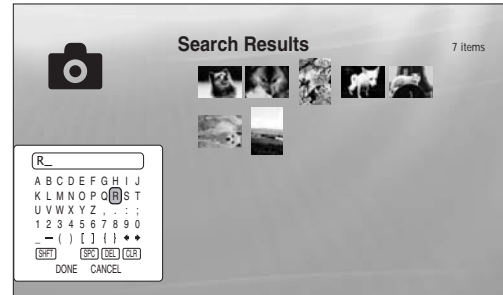 Search Results
7 items
R_
A B C D E F G H I J
K L M N O P Q R S T
U V W X Y Z , . : ;
1 2 3 4 5 6 7 8 9 0
_ – ( ) [ ] { }
SHFT SPC DEL CLR
DONE CANCEL